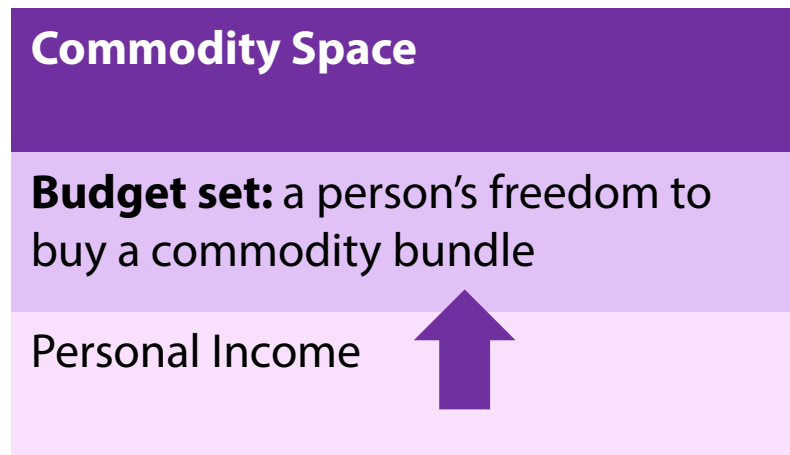 Commodity Space
Budget set: a person’s freedom to
buy a commodity bundle
Personal Income